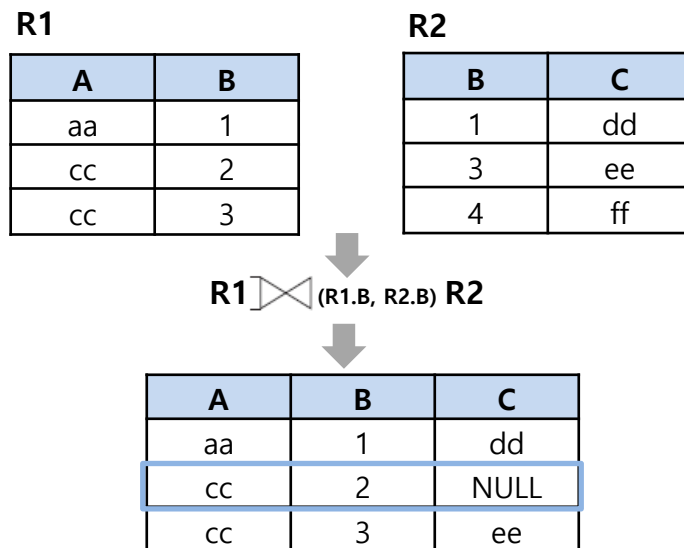 R1
A B
aa 1
cc 2
cc 3
R2
B C
1 dd
3 ee
4 ff
R1 (R1.B, R2.B) R2
A B C
aa 1 dd
cc 2 NULL
cc 3 ee